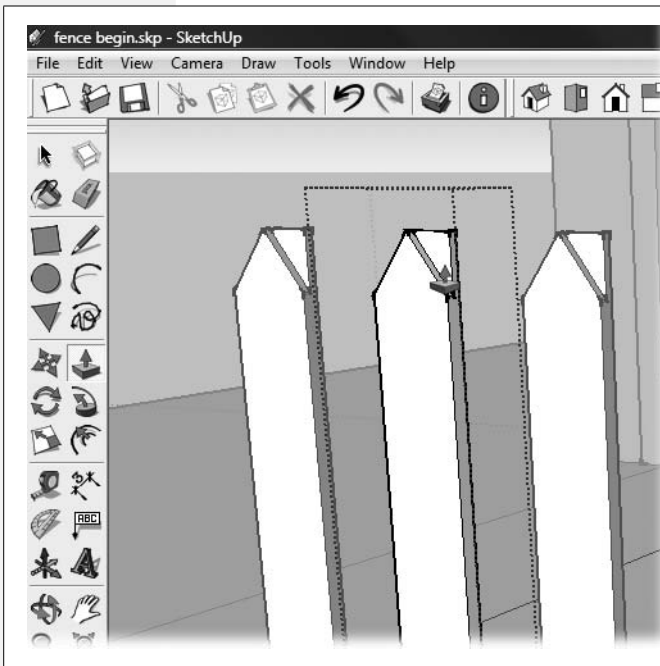 fence begin.skp - SketchUp
File Edit View Camera Draw Tools Window Help
ABC